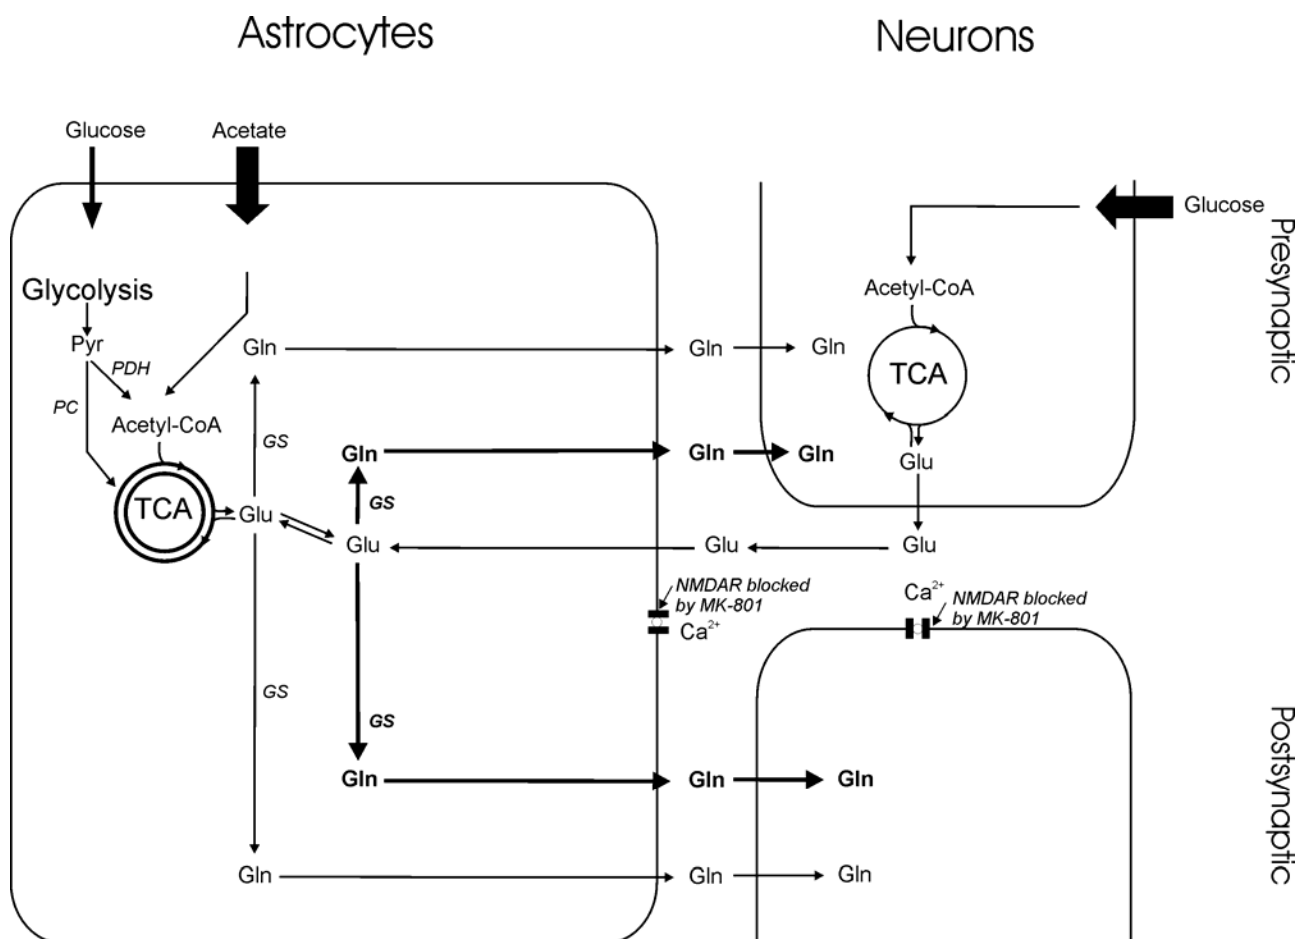 Astrocytes
Neurons
Glucose
Acetate
Glucose
Presynaptic
Glycolysis
Acetyl-CoA
Pyr
Gln
Gln
Gln
PDH
TCA
PC
Acetyl-CoA
GS
Gln
Gln
Gln
Glu
TCA
GS
Glu
Glu
Glu
Glu
NMDAR blocked
by MK-801
Ca2+
Ca2+
NMDAR blocked
by MK-801
GS
GS
Postsynaptic
Gln
Gln
Gln
Gln
Gln
Gln